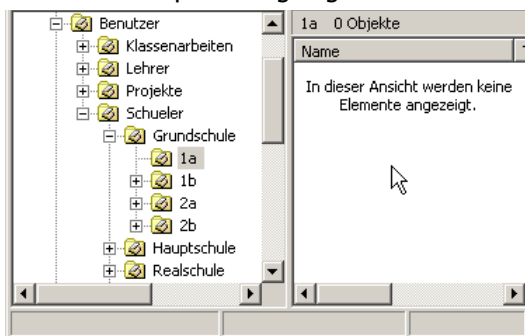 Benutzer
Klassenarbeiten
Lehrer
Projekte
Schueler
Grundschule
1a
1b
2a
2b
Hauptschule
Realschule
1a 0 Objekte
Name
In dieser Ansicht werden keine
Elemente angezeigt.